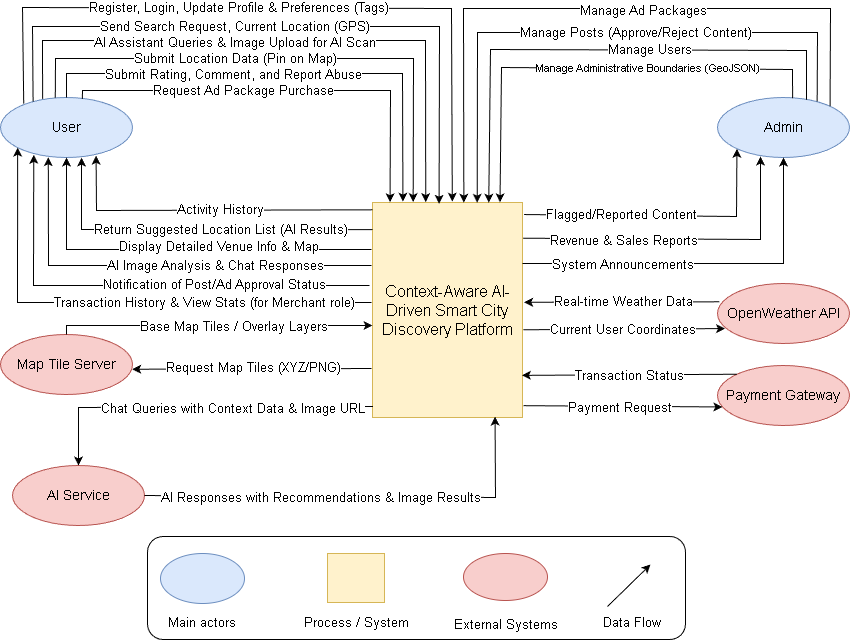 Register, Login, Update Profile & Preferences (Tags)
Send Search Request, Current Location (GPS)
AI Assistant Queries & Image Upload for AI Scan
Submit Location Data (Pin on Map)
Submit Rating, Comment, and Report Abuse
Request Ad Package Purchase
Manage Ad Packages
Manage Posts (Approve/Reject Content)
Manage Users
Manage Administrative Boundaries (GeoJSON)
User
Admin
Activity History
Return Suggested Location List (AI Results)
Display Detailed Venue Info & Map
AI Image Analysis & Chat Responses
Notification of Post/Ad Approval Status
Transaction History & View Stats (for Merchant role)
Base Map Tiles / Overlay Layers
Map Tile Server
Request Map Tiles (XYZ/PNG)
Chat Queries with Context Data & Image URL
AI Service
AI Responses with Recommendations & Image Results
Context-Aware AI-
Driven Smart City
Discovery Platform
Flagged/Reported Content
Revenue & Sales Reports
System Announcements
Real-time Weather Data
OpenWeather API
Current User Coordinates
Transaction Status
Payment Gateway
Payment Request
Main actors
Process / System
External Systems
Data Flow